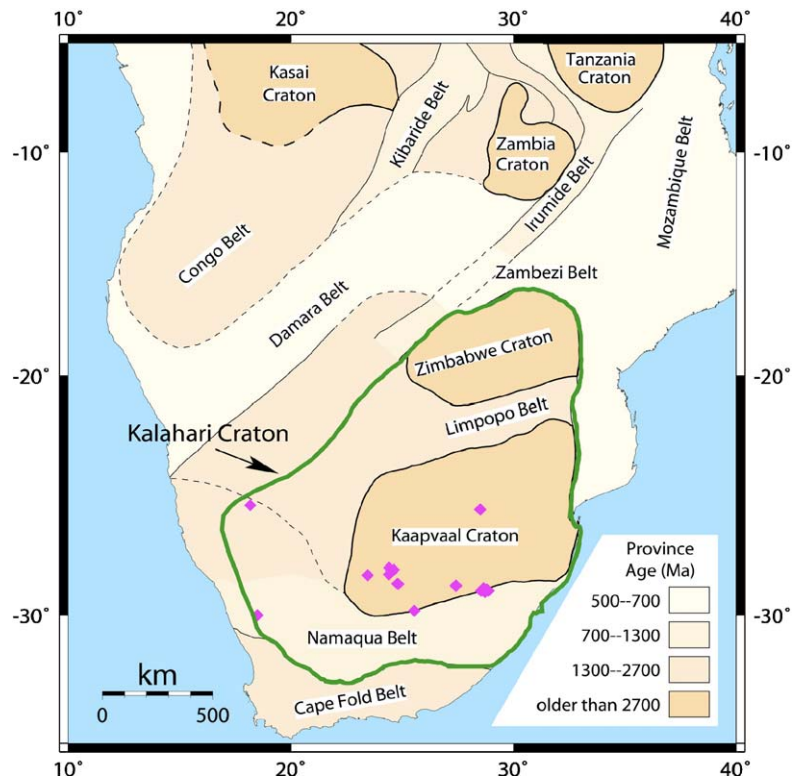 10˚ 20˚ 30˚ 40˚
Kasai
Craton
Tanzania
Craton
Kibaride Belt
-10˚
Zambia
Craton
Irumide Belt
Mozambique Belt
Congo Belt
Zambezi Belt
Damara Belt
Zimbabwe Craton
-20˚
Limpopo Belt
Kalahari Craton
Kaapvaal Craton
Province
Age (Ma)
500--700
700--1300
1300--2700
older than 2700
-30˚
Namaqua Belt
km
0 500
Cape Fold Belt
10˚ 20˚ 30˚ 40˚